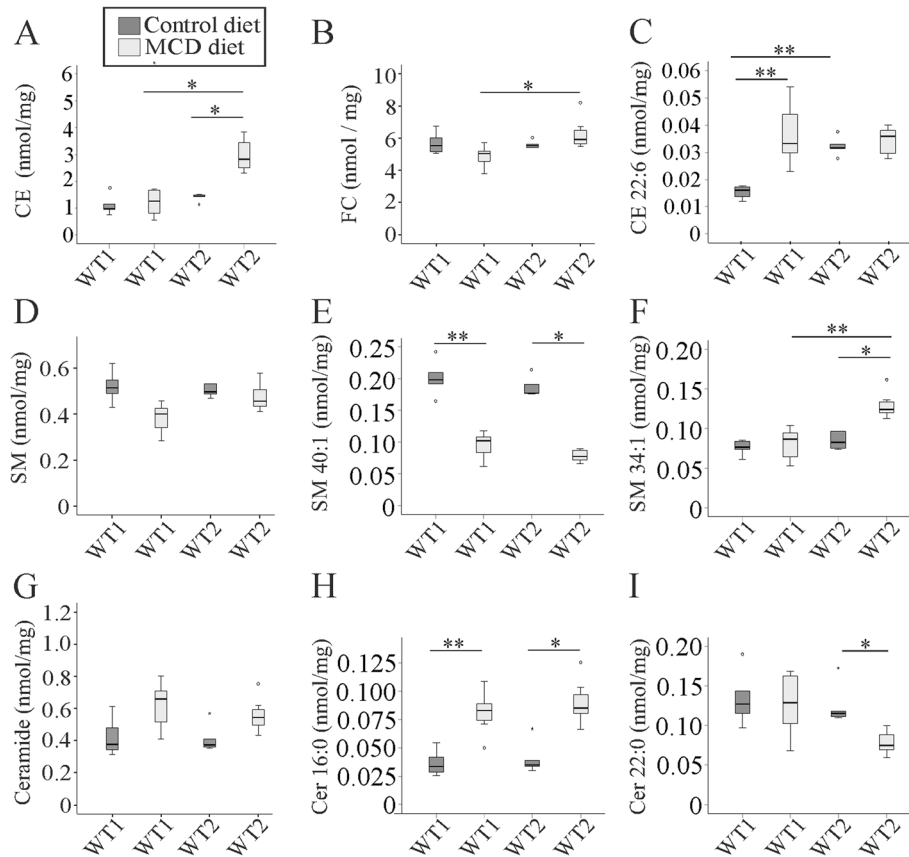 A
Control diet
MCD diet
CE (nmol/mg)
6
5
4
3
2
1
0
*
*
WT1 WT1 WT2 WT2
B
FC (nmol / mg)
10
8
6
4
2
0
*
WT1 WT1 WT2 WT2
C
CE 22:6 (nmol/mg)
0.06
0.05
0.04
0.03
0.02
0.01
0
**
**
WT1 WT1 WT2 WT2
D
SM (nmol/mg)
0.6
0.4
0.2
0
WT1 WT1 WT2 WT2
E
SM 40:1 (nmol/mg)
0.25
0.20
0.15
0.10
0.05
0
**
*
WT1 WT1 WT2 WT2
F
SM 34:1 (nmol/mg)
0.20
0.15
0.10
0.05
0
**
*
WT1 WT1 WT2 WT2
G
Ceramide (nmol/mg)
1.2
1.0
0.8
0.6
0.4
0.2
0
WT1 WT1 WT2 WT2
H
Cer 16:0 (nmol/mg)
0.125
0.100
0.075
0.050
0.025
0
**
*
WT1 WT1 WT2 WT2
I
Cer 22:0 (nmol/mg)
0.20
0.15
0.10
0.05
0
*
WT1 WT1 WT2 WT2